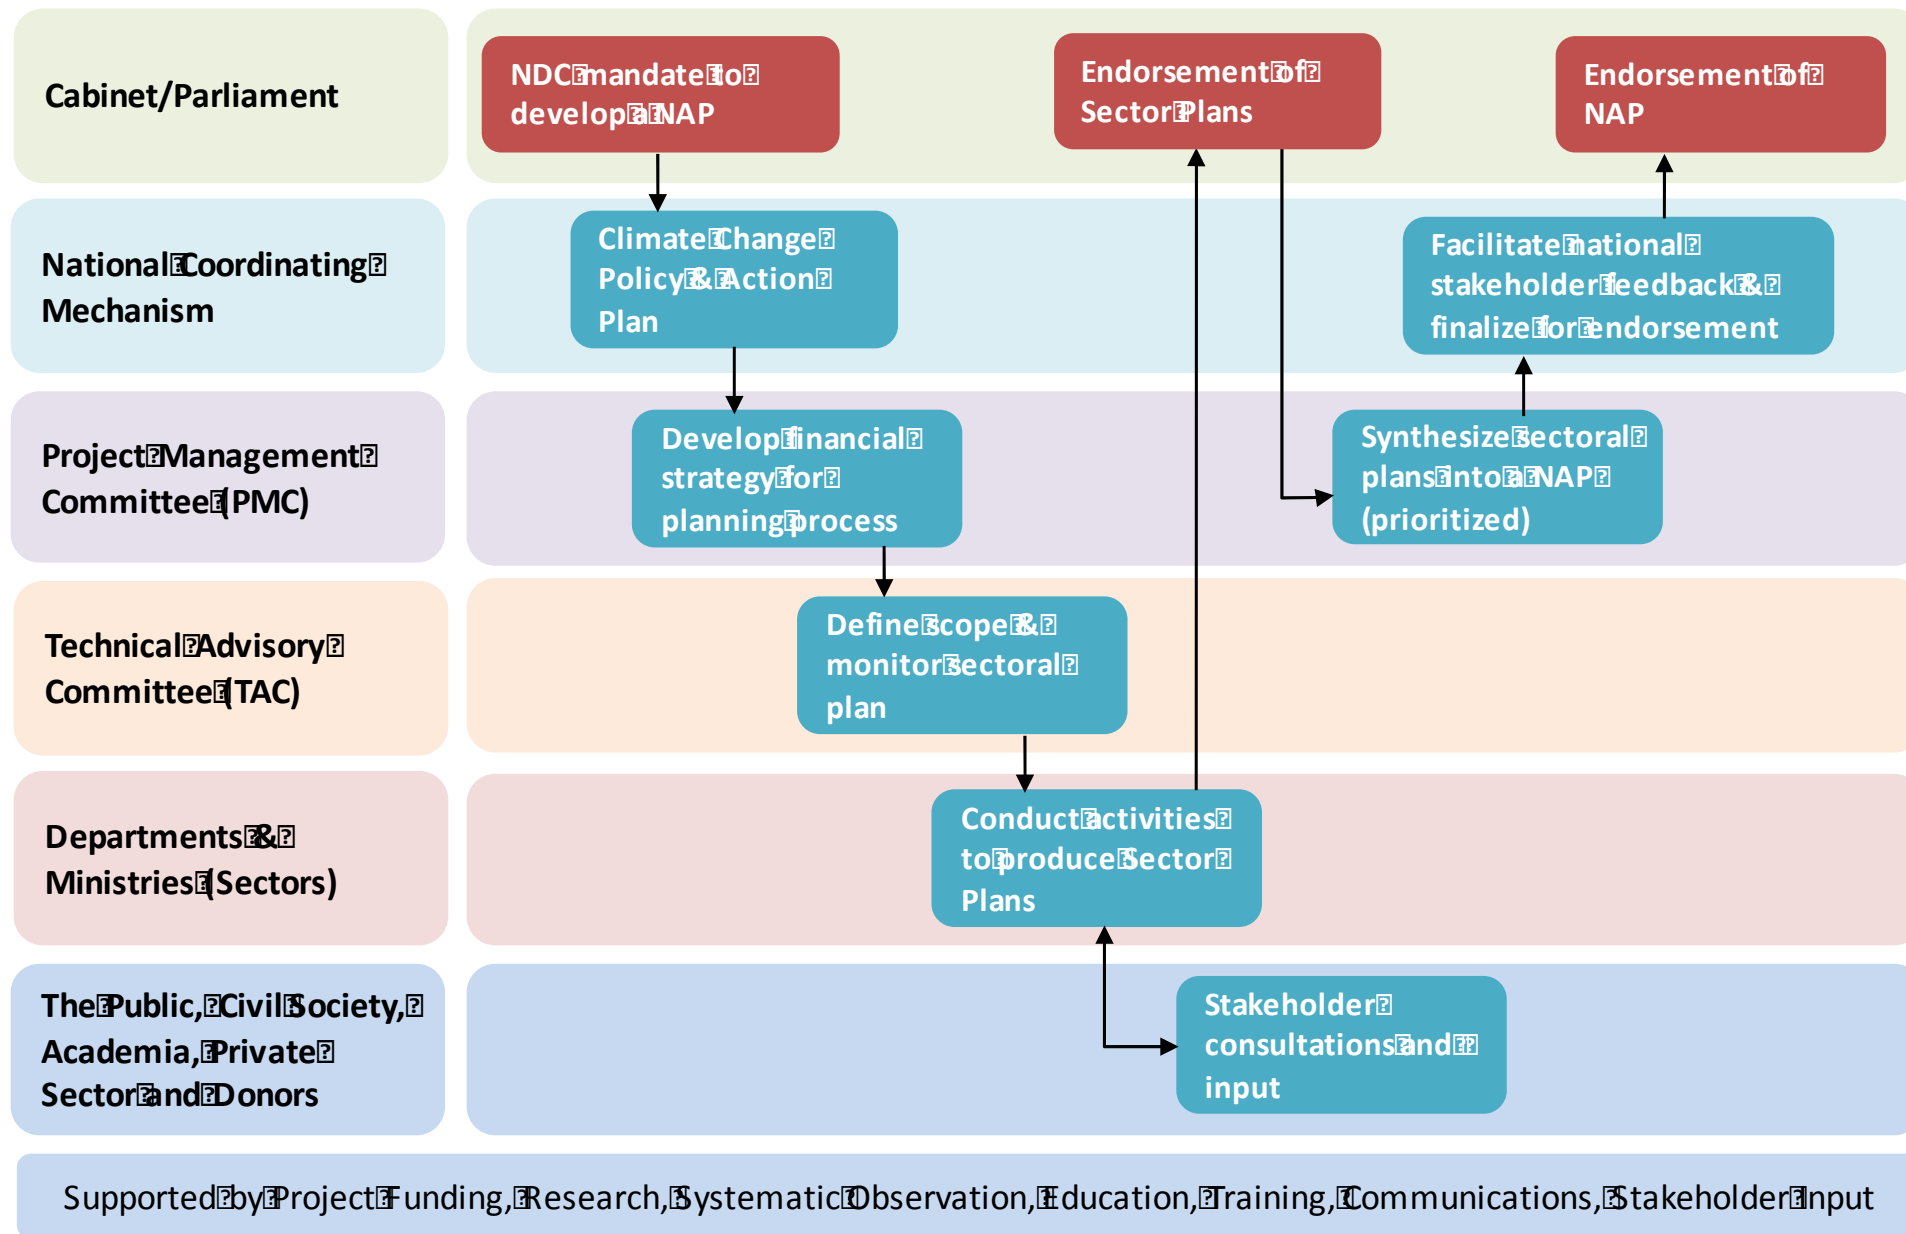 Cabinet/Parliament
NDC mandate to
develop a NAP
Endorsement of
Sector Plans
Endorsement of
NAP
National Coordinating
Mechanism
Climate Change
Policy & Action
Plan
Facilitate national
stakeholder feedback &
finalize for endorsement
Project Management
Committee (PMC)
Develop financial
strategy for
planning process
Synthesize sectoral
plans into a NAP
(prioritized)
Technical Advisory
Committee (TAC)
Define scope &
monitor sectoral
plan
Departments &
Ministries (Sectors)
Conduct activities
to produce Sector
Plans
The Public, Civil Society,
Academia, Private
Sector and Donors
Stakeholder
consultations and
input
Supported by Project Funding, Research, Systematic Observation, Education, Training, Communications, Stakeholder Input